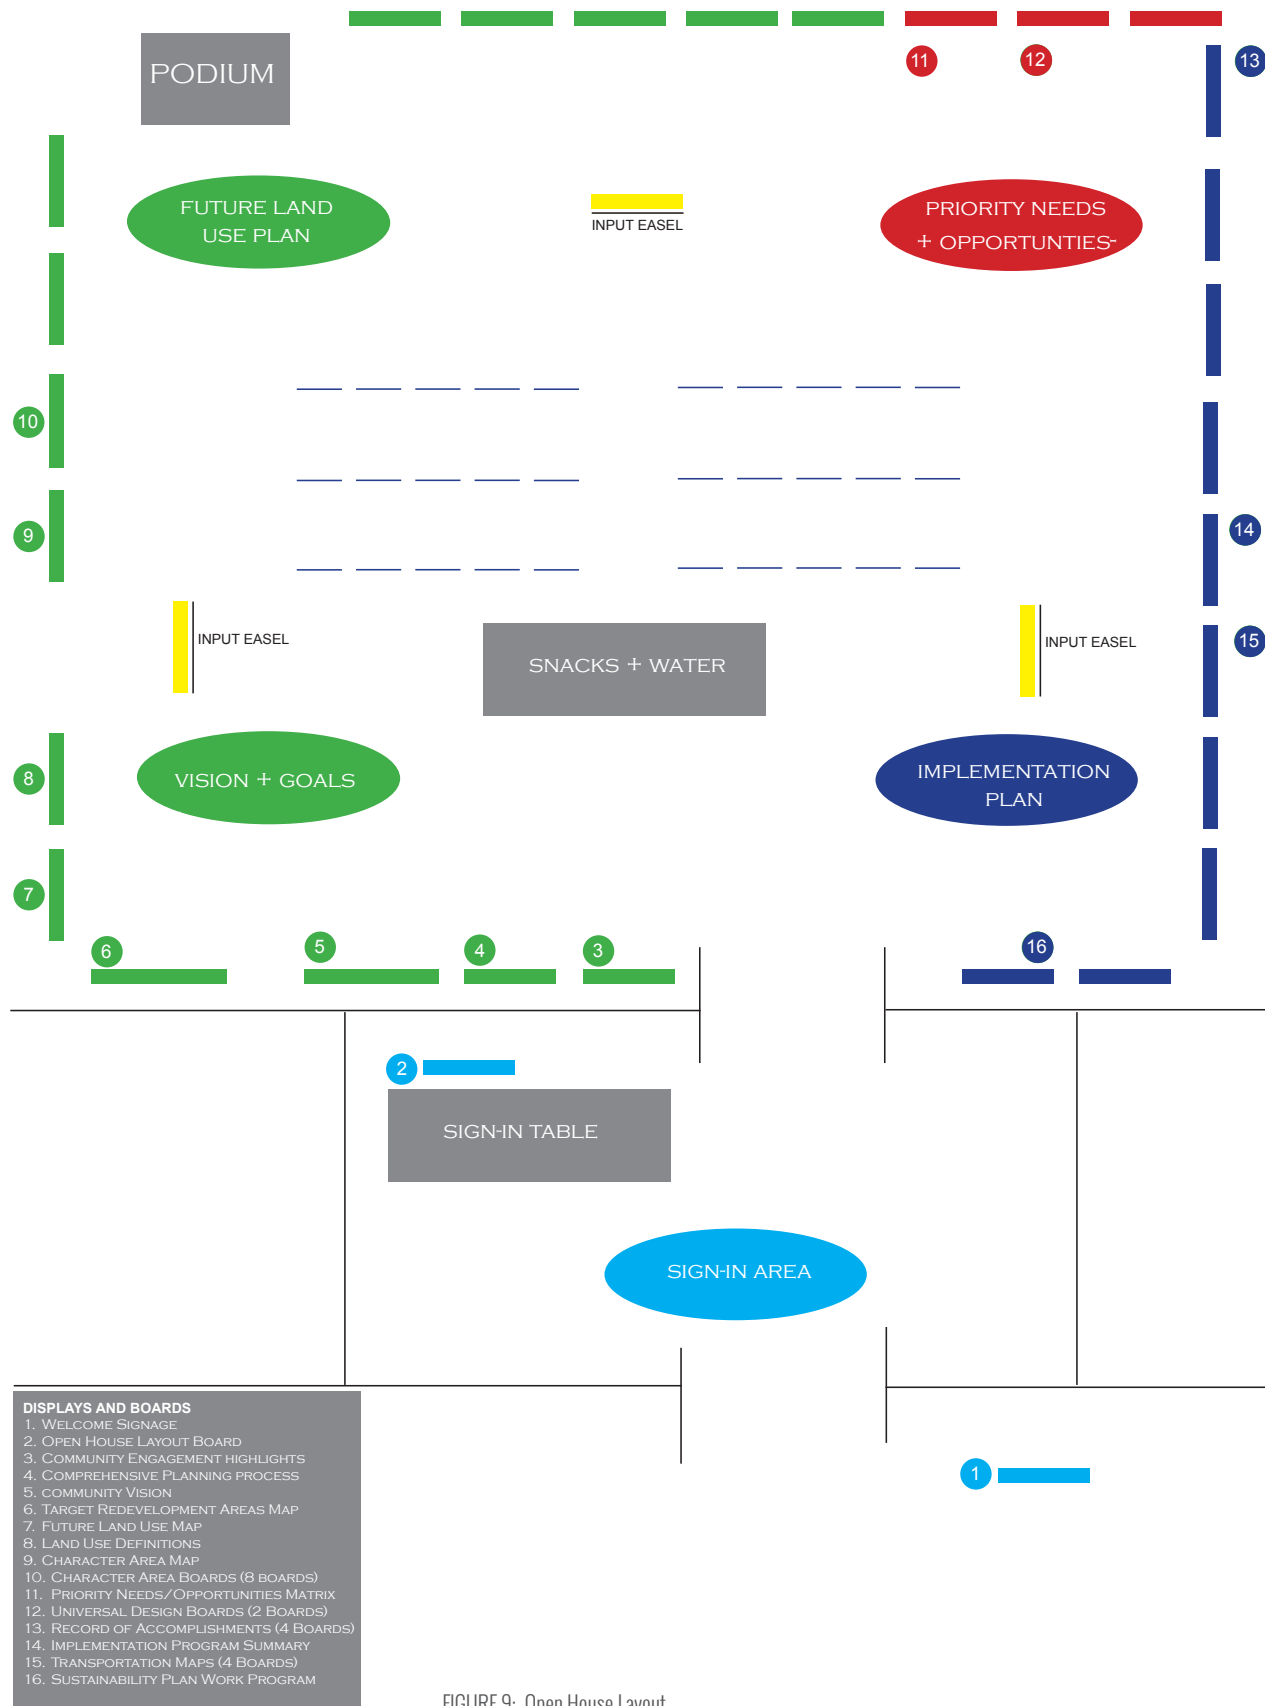 PODIUM
11
12
13
FUTURE LAND
USE PLAN
INPUT EASEL
PRIORITY NEEDS
+ OPPORTUNTIES-
10
9
14
INPUT EASEL
SNACKS + WATER
INPUT EASEL
15
8
VISION + GOALS
IMPLEMENTATION
PLAN
7
6
5
4
3
16
2
SIGN-IN TABLE
SIGN-IN AREA
1
DISPLAYS AND BOARDS
1. Welcome Signage
2. Open House Layout Board
3. Community Engagement highlights
4. Comprehensive Planning process
5. community Vision
6. Target Redevelopment Areas Map
7. Future Land Use Map
8. Land Use Definitions
9. Character Area Map
10. Character Area Boards (8 boards)
11. Priority Needs/Opportunities Matrix
12. Universal Design Boards (2 Boards)
13. Record of Accomplishments (4 Boards)
14. Implementation Program Summary
15. Transportation Maps (4 Boards)
16. Sustainability Plan Work Program
FIGURE 9: Open House Layout